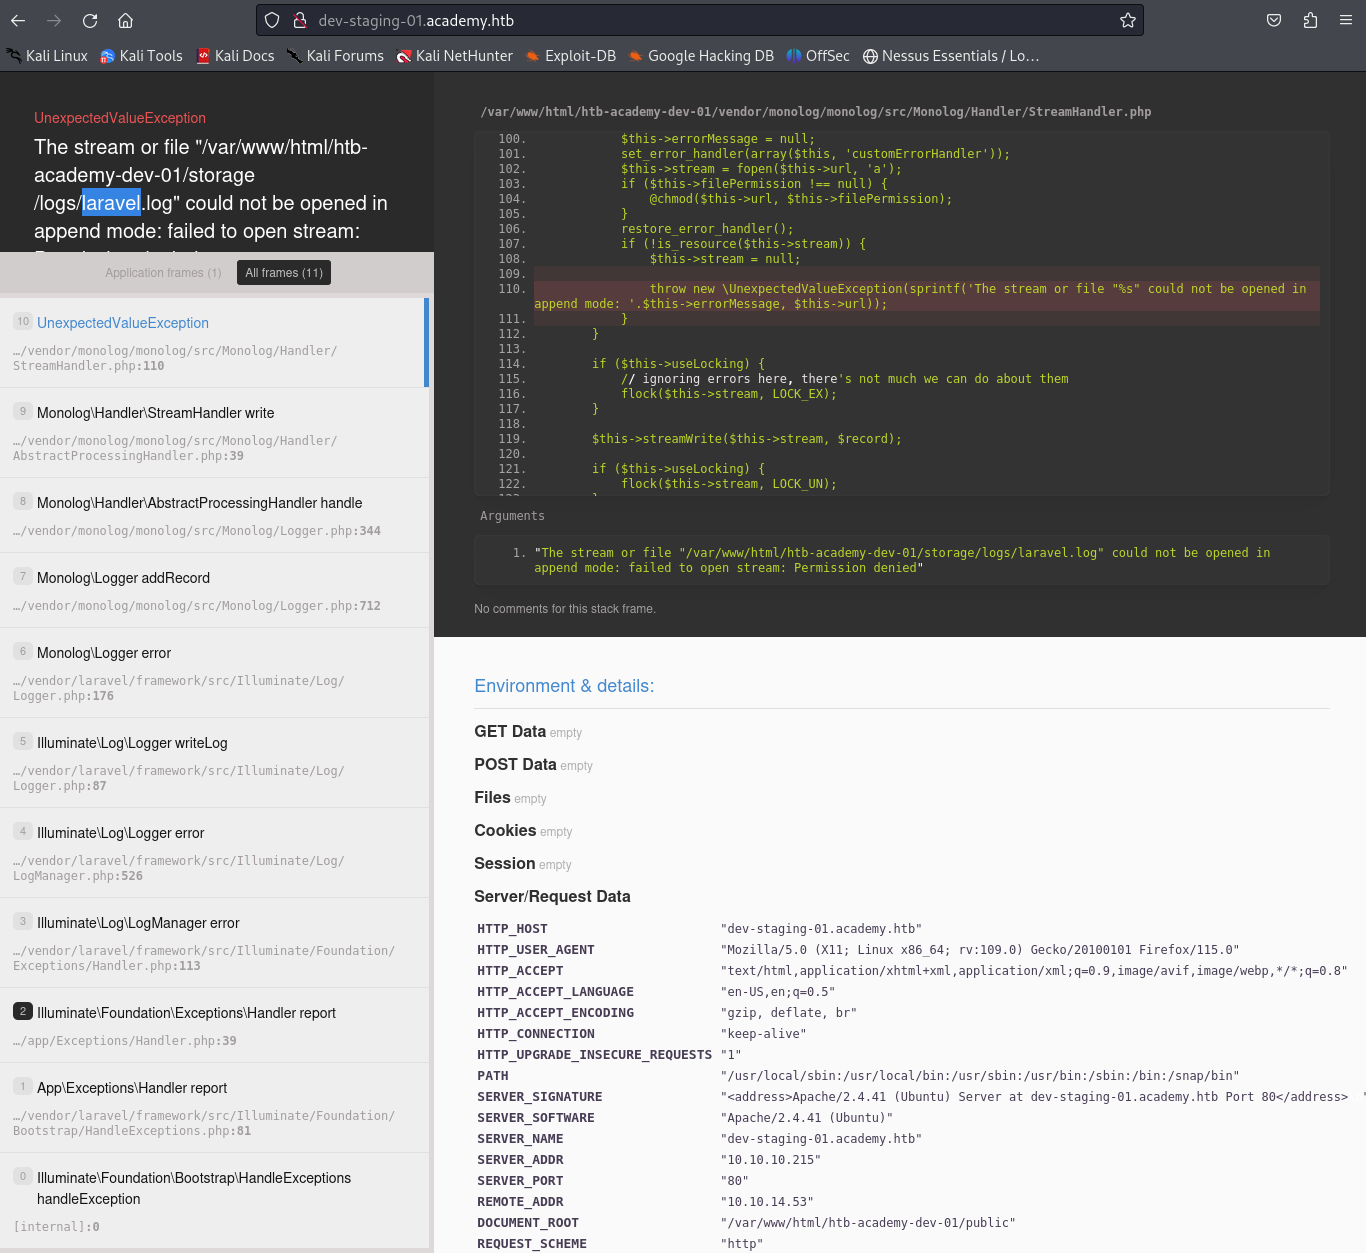 dev-staging-01.academy.htb
Kali Linux Kali Tools Kali Docs Kali Forums Kali NetHunter Exploit-DB Google Hacking DB OffSec Nessus Essentials / Lo…
UnexpectedValueException
The stream or file "/var/www/html/htb-
academy-dev-01/storage
/logs/laravel.log" could not be opened in
append mode: failed to open stream:
Application frames (1) All frames (11)
10 UnexpectedValueException
…/vendor/monolog/monolog/src/Monolog/Handler/
StreamHandler.php:110
9 Monolog\Handler\StreamHandler write
…/vendor/monolog/monolog/src/Monolog/Handler/
AbstractProcessingHandler.php:39
8 Monolog\Handler\AbstractProcessingHandler handle
…/vendor/monolog/monolog/src/Monolog/Logger.php:344
7 Monolog\Logger addRecord
…/vendor/monolog/monolog/src/Monolog/Logger.php:712
6 Monolog\Logger error
…/vendor/laravel/framework/src/Illuminate/Log/
Logger.php:176
5 Illuminate\Log\Logger writeLog
…/vendor/laravel/framework/src/Illuminate/Log/
Logger.php:87
4 Illuminate\Log\Logger error
…/vendor/laravel/framework/src/Illuminate/Log/
LogManager.php:526
3 Illuminate\Log\LogManager error
…/vendor/laravel/framework/src/Illuminate/Foundation/
Exceptions/Handler.php:113
2 Illuminate\Foundation\Exceptions\Handler report
…/app/Exceptions/Handler.php:39
1 App\Exceptions\Handler report
…/vendor/laravel/framework/src/Illuminate/Foundation/
Bootstrap/HandleExceptions.php:81
0 Illuminate\Foundation\Bootstrap\HandleExceptions
handleException
[internal]:0
/var/www/html/htb-academy-dev-01/vendor/monolog/monolog/src/Monolog/Handler/StreamHandler.php
100. $this->errorMessage = null;
101. set_error_handler(array($this, 'customErrorHandler'));
102. $this->stream = fopen($this->url, 'a');
103. if ($this->filePermission !== null) {
104. @chmod($this->url, $this->filePermission);
105. }
106. restore_error_handler();
107. if (!is_resource($this->stream)) {
108. $this->stream = null;
109.
110. throw new \UnexpectedValueException(sprintf('The stream or file "%s" could not be opened in
append mode: '.$this->errorMessage, $this->url));
111. }
112. }
113.
114. if ($this->useLocking) {
115. // ignoring errors here, there's not much we can do about them
116. flock($this->stream, LOCK_EX);
117. }
118.
119. $this->streamWrite($this->stream, $record);
120.
121. if ($this->useLocking) {
122. flock($this->stream, LOCK_UN);
Arguments
1. "The stream or file "/var/www/html/htb-academy-dev-01/storage/logs/laravel.log" could not be opened in
append mode: failed to open stream: Permission denied"
No comments for this stack frame.
Environment & details:
GET Data empty
POST Data empty
Files empty
Cookies empty
Session empty
Server/Request Data
HTTP_HOST "dev-staging-01.academy.htb"
HTTP_USER_AGENT "Mozilla/5.0 (X11; Linux x86_64; rv:109.0) Gecko/20100101 Firefox/115.0"
HTTP_ACCEPT "text/html,application/xhtml+xml,application/xml;q=0.9,image/avif,image/webp,*/*;q=0.8"
HTTP_ACCEPT_LANGUAGE "en-US,en;q=0.5"
HTTP_ACCEPT_ENCODING "gzip, deflate, br"
HTTP_CONNECTION "keep-alive"
HTTP_UPGRADE_INSECURE_REQUESTS "1"
PATH "/usr/local/sbin:/usr/local/bin:/usr/sbin:/usr/bin:/sbin:/bin:/snap/bin"
SERVER_SIGNATURE "<address>Apache/2.4.41 (Ubuntu) Server at dev-staging-01.academy.htb Port 80</address> "
SERVER_SOFTWARE "Apache/2.4.41 (Ubuntu)"
SERVER_NAME "dev-staging-01.academy.htb"
SERVER_ADDR "10.10.10.215"
SERVER_PORT "80"
REMOTE_ADDR "10.10.14.53"
DOCUMENT_ROOT "/var/www/html/htb-academy-dev-01/public"
REQUEST_SCHEME "http"